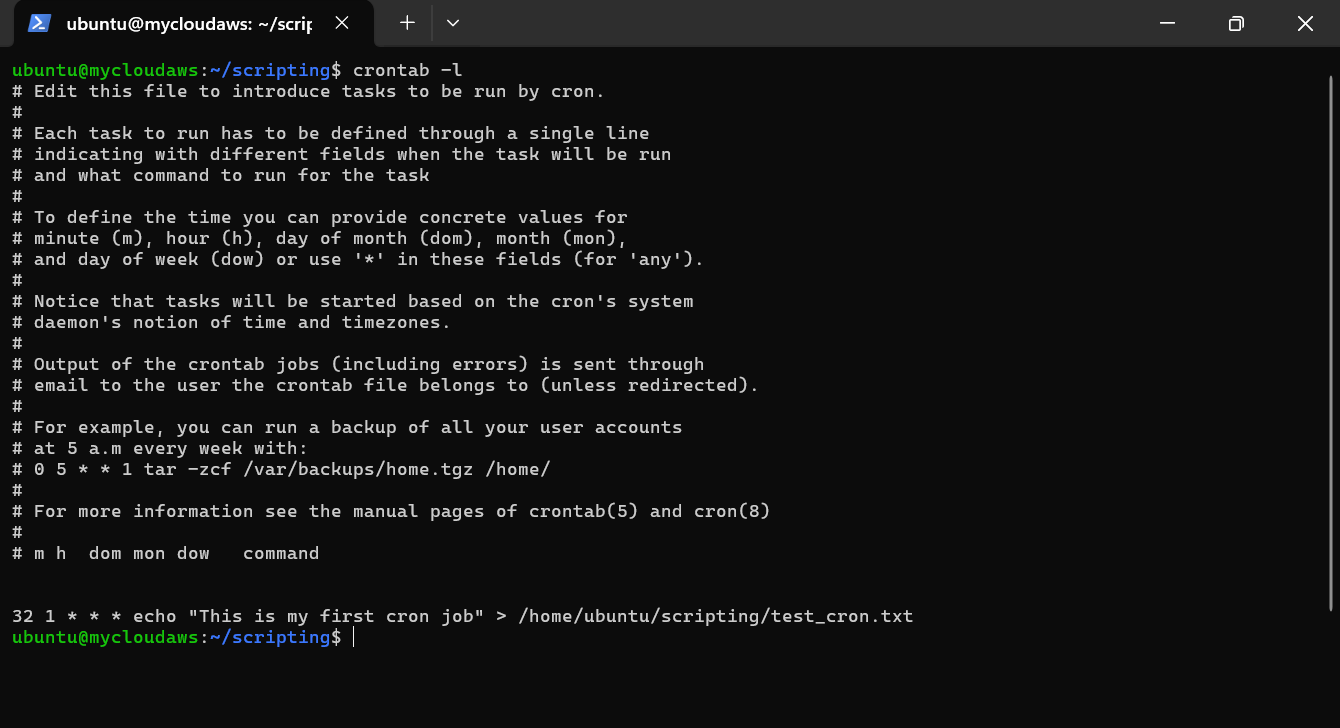 ubuntu@mycloudaws: ~/scrip
ubuntu@mycloudaws:~/scripting$ crontab -l
# Edit this file to introduce tasks to be run by cron.
#
# Each task to run has to be defined through a single line
# indicating with different fields when the task will be run
# and what command to run for the task
#
# To define the time you can provide concrete values for
# minute (m), hour (h), day of month (dom), month (mon),
# and day of week (dow) or use '*' in these fields (for 'any').
#
# Notice that tasks will be started based on the cron's system
# daemon's notion of time and timezones.
#
# Output of the crontab jobs (including errors) is sent through
# email to the user the crontab file belongs to (unless redirected).
#
# For example, you can run a backup of all your user accounts
# at 5 a.m every week with:
# 0 5 * * 1 tar -zcf /var/backups/home.tgz /home/
#
# For more information see the manual pages of crontab(5) and cron(8)
#
# m h  dom mon dow   command
32 1 * * * echo "This is my first cron job" > /home/ubuntu/scripting/test_cron.txt
ubuntu@mycloudaws:~/scripting$